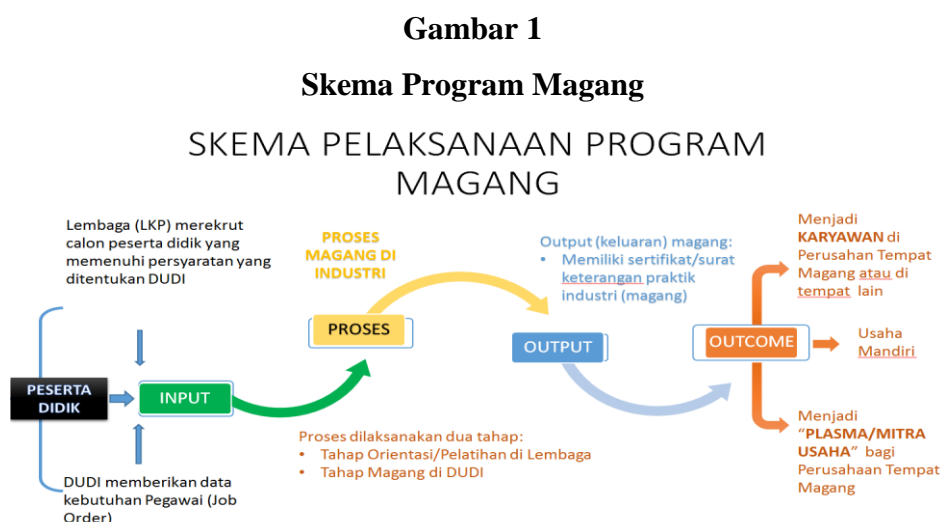 Gambar 1
Skema Program Magang
SKEMA PELAKSANAAN PROGRAM
MAGANG
Lembaga (LKP) merekrut
calon peserta didik yang
memenuhi persyaratan yang
ditentukan DUDI
PESERTA
DIDIK
INPUT
DUDI memberikan data
kebutuhan Pegawai (Job
Order)
PROSES
MAGANG DI
INDUSTRI
PROSES
Proses dilaksanakan dua tahap:
• Tahap Orientasi/Pelatihan di Lembaga
• Tahap Magang di DUDI
Output (keluaran) magang:
• Memiliki sertifikat/surat
keterangan praktik
industri (magang)
OUTPUT
OUTCOME
Menjadi
KARYAWAN di
Perusahan Tempat
Magang atau di
tempat lain
Usaha
Mandiri
Menjadi
“PLASMA/MITRA
USAHA” bagi
Perusahaan Tempat
Magang